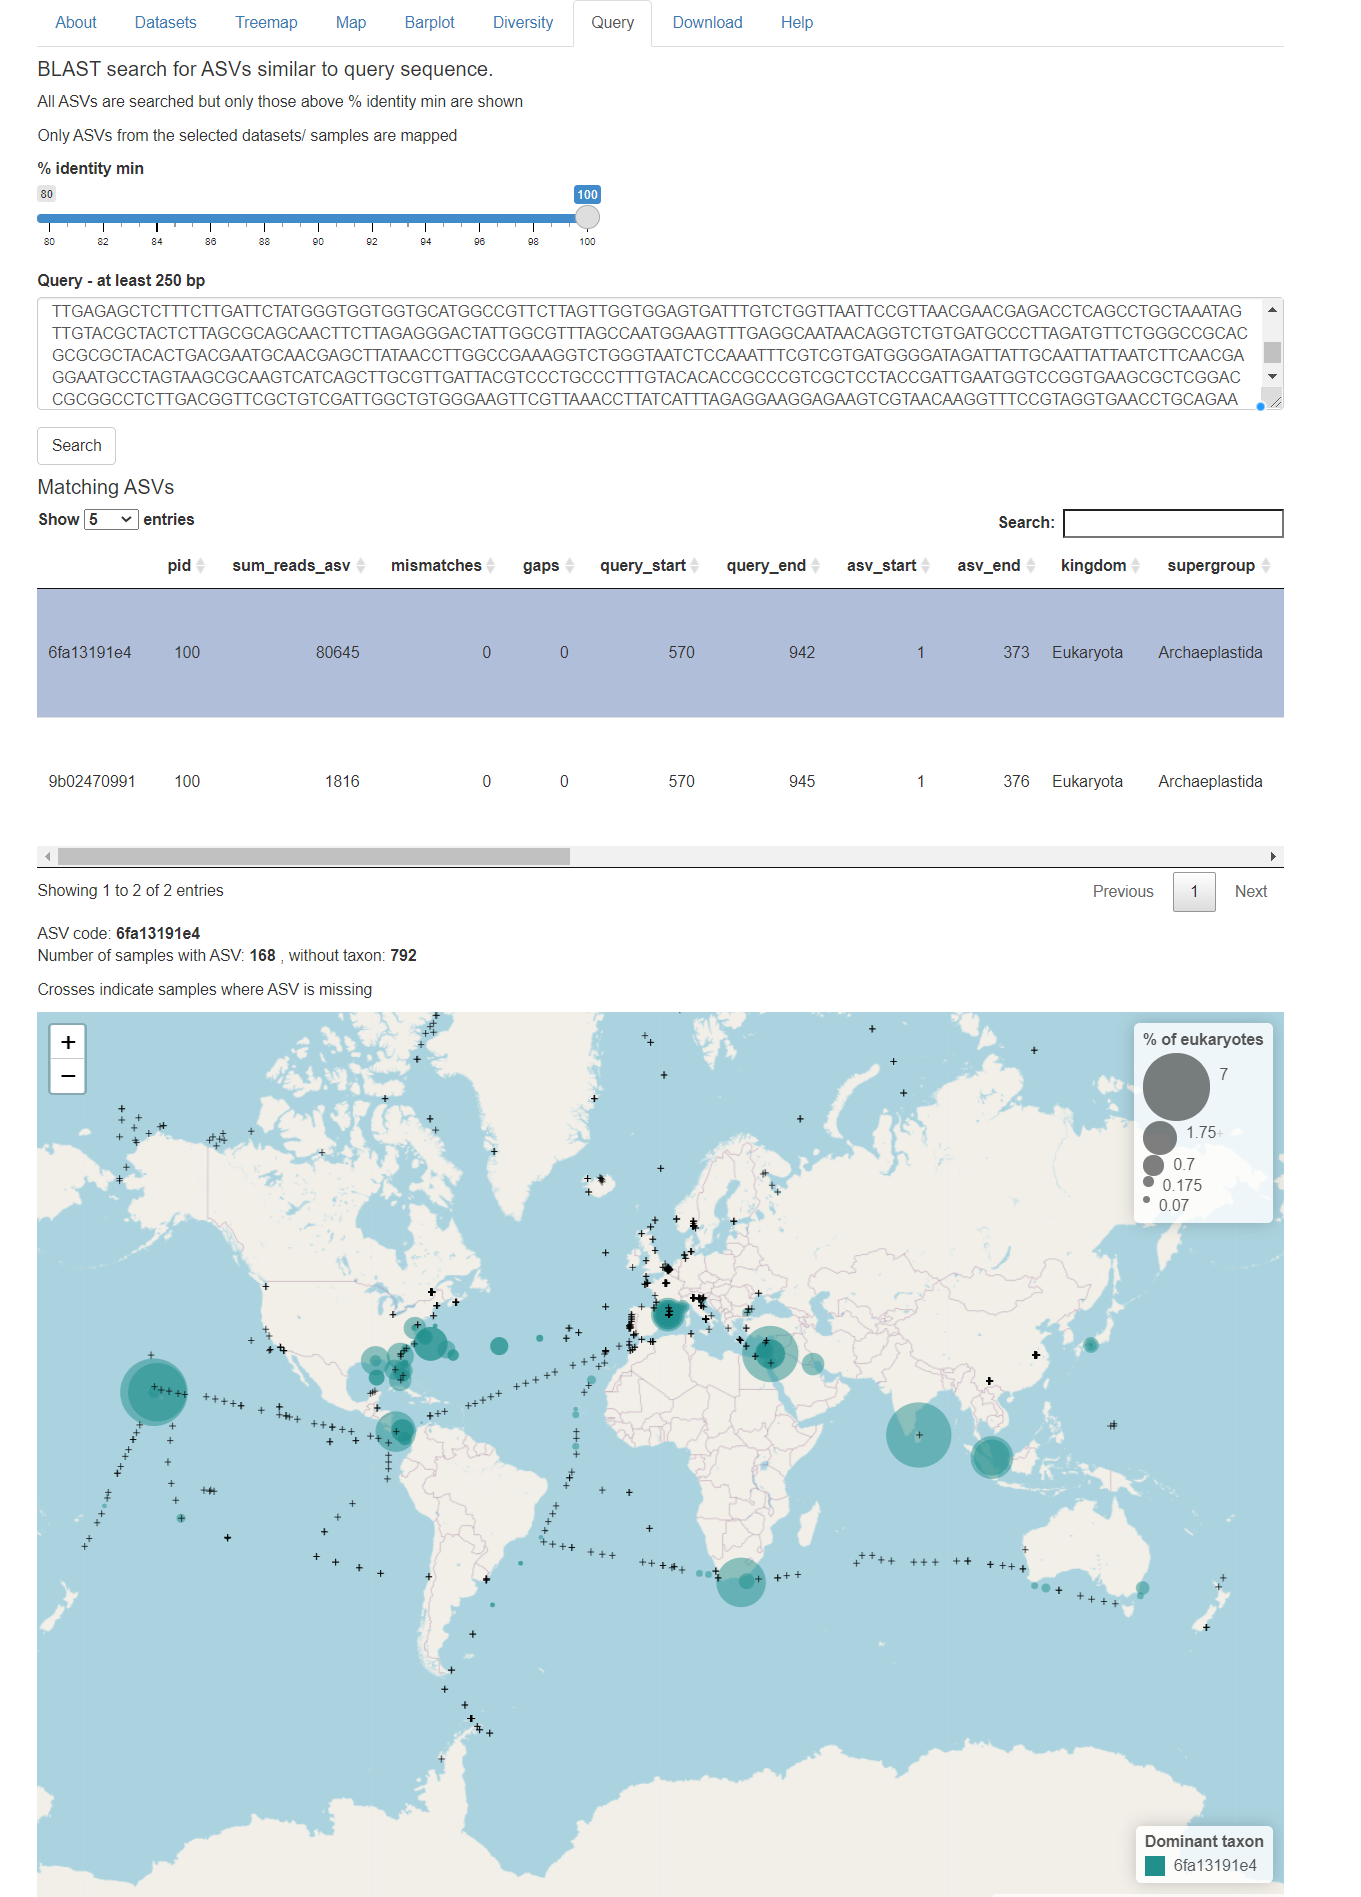 About Datasets Treemap Map Barplot Diversity Query Download Help
BLAST search for ASVs similar to query sequence.
All ASVs are searched but only those above % identity min are shown
Only ASVs from the selected datasets/ samples are mapped
% identity min
80 100
80 82 84 86 88 90 92 94 96 98 100
Query - at least 250 bp
TTGAGAGCTCTTTCTTGATTCTATGGGTGGTGGTGCATGGCCGTTCTTAGTTGGTGGAGTGATTTGTCTGGTTAATTCCGTTAACGAACGAGACCTCAGCCTGCTAAATAG
TTGTACGCTACTCTTAGCGCAGCAACTTCTTAGAGGGACTATTGGCGTTTAGCCAATGGAAGTTTGAGGCAATAACAGGTCTGTGATGCCCTTAGATGTTCTGGGCCGCAC
GCGCGCTACACTGACGAATGCAACGAGCTTATAACCTTGGCCGAAAGGTCTGGGTAATCTCCAAATTTCGTCGTGATGGGGATAGATTATTGCAATTATTAATCTTCAACGA
GGAATGCCTAGTAAGCGCAAGTCATCAGCTTGCGTTGATTACGTCCCTGCCCTTTGTACACACCGCCCGTCGCTCCTACCGATTGAATGGTCCGGTGAAGCGCTCGGAC
CGCGGCCTCTTGACGGTTCGCTGTCGATTGGCTGTGGGAAGTTCGTTAAACCTTATCATTTAGAGGAAGGAGAAGTCGTAACAAGGTTTCCGTAGGTGAACCTGCAGAA
Search
Matching ASVs
Show 5 entries
Search:
pid sum_reads_asv mismatches gaps query_start query_end asv_start asv_end kingdom supergroup
6fa13191e4 100 80645 0 0 570 942 1 373 Eukaryota Archaeplastida
9b02470991 100 1816 0 0 570 945 1 376 Eukaryota Archaeplastida
Showing 1 to 2 of 2 entries
Previous 1 Next
ASV code: 6fa13191e4
Number of samples with ASV: 168 , without taxon: 792
Crosses indicate samples where ASV is missing
+
−
% of eukaryotes
7
1.75
0.7
0.175
0.07
Dominant taxon
6fa13191e4